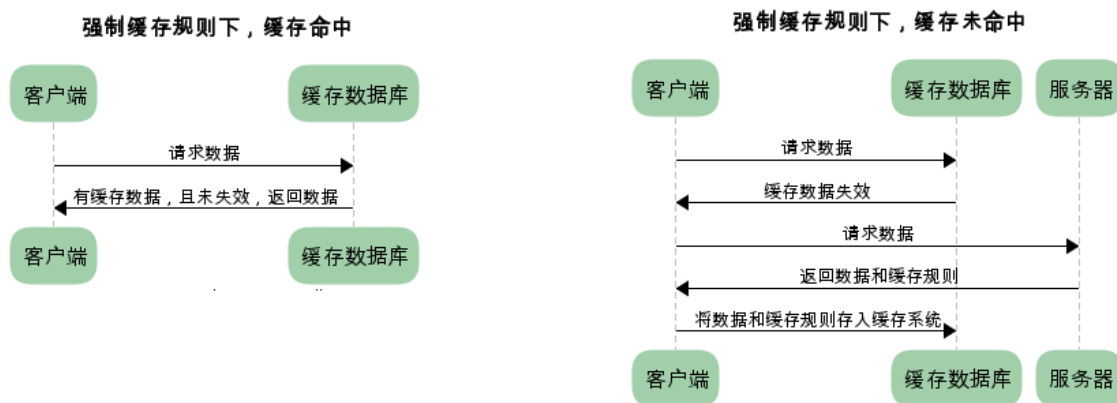 强制缓存规则下，缓存命中
客户端
缓存数据库
请求数据
有缓存数据，且未失效，返回数据
客户端
缓存数据库
强制缓存规则下，缓存未命中
客户端
缓存数据库
服务器
请求数据
缓存数据失效
请求数据
返回数据和缓存规则
将数据和缓存规则存入缓存系统
客户端
缓存数据库
服务器